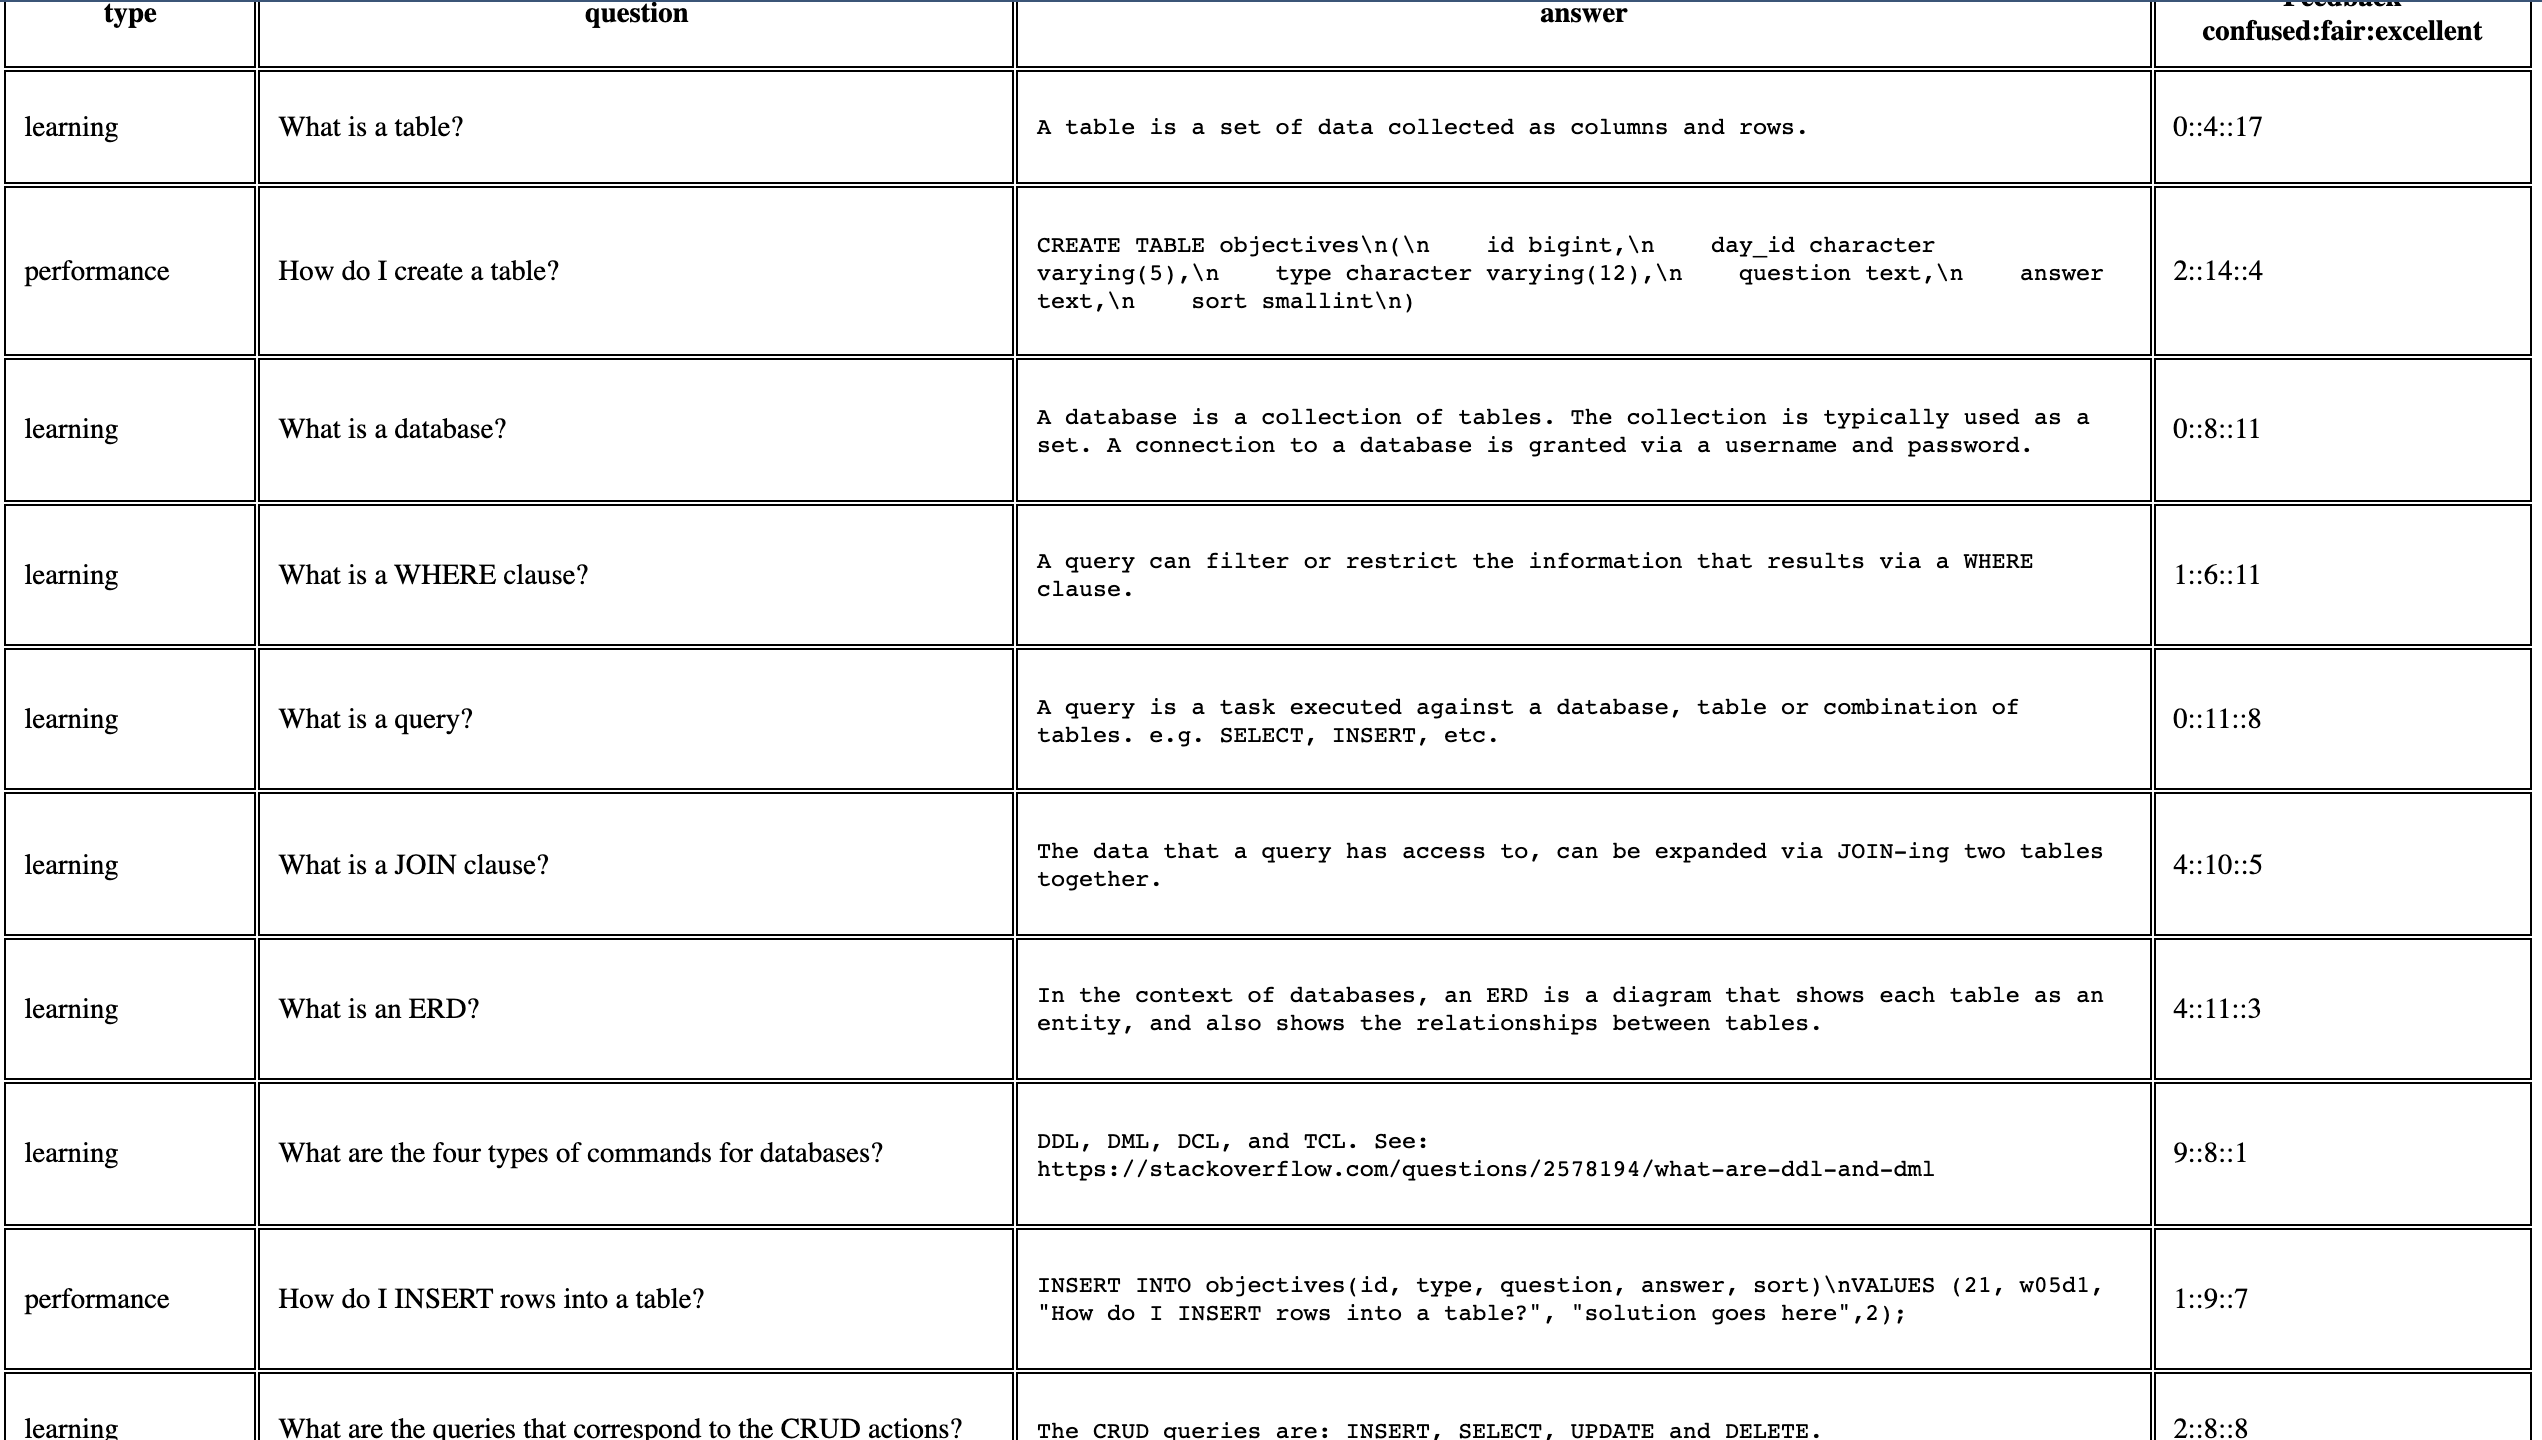 type question answer Feedback
confused:fair:excellent
learning What is a table? A table is a set of data collected as columns and rows. 0::4::17
performance How do I create a table? CREATE TABLE objectives\n(\n    id bigint,\n    day_id character
varying(5),\n    type character varying(12),\n    question text,\n    answer
text,\n    sort smallint\n) 2::14::4
learning What is a database? A database is a collection of tables. The collection is typically used as a
set. A connection to a database is granted via a username and password. 0::8::11
learning What is a WHERE clause? A query can filter or restrict the information that results via a WHERE
clause. 1::6::11
learning What is a query? A query is a task executed against a database, table or combination of
tables. e.g. SELECT, INSERT, etc. 0::11::8
learning What is a JOIN clause? The data that a query has access to, can be expanded via JOIN-ing two tables
together. 4::10::5
learning What is an ERD? In the context of databases, an ERD is a diagram that shows each table as an
entity, and also shows the relationships between tables. 4::11::3
learning What are the four types of commands for databases? DDL, DML, DCL, and TCL. See:
https://stackoverflow.com/questions/2578194/what-are-ddl-and-dml 9::8::1
performance How do I INSERT rows into a table? INSERT INTO objectives(id, type, question, answer, sort)\nVALUES (21, w05d1,
"How do I INSERT rows into a table?", "solution goes here",2); 1::9::7
learning What are the queries that correspond to the CRUD actions? The CRUD queries are: INSERT, SELECT, UPDATE and DELETE. 2::8::8